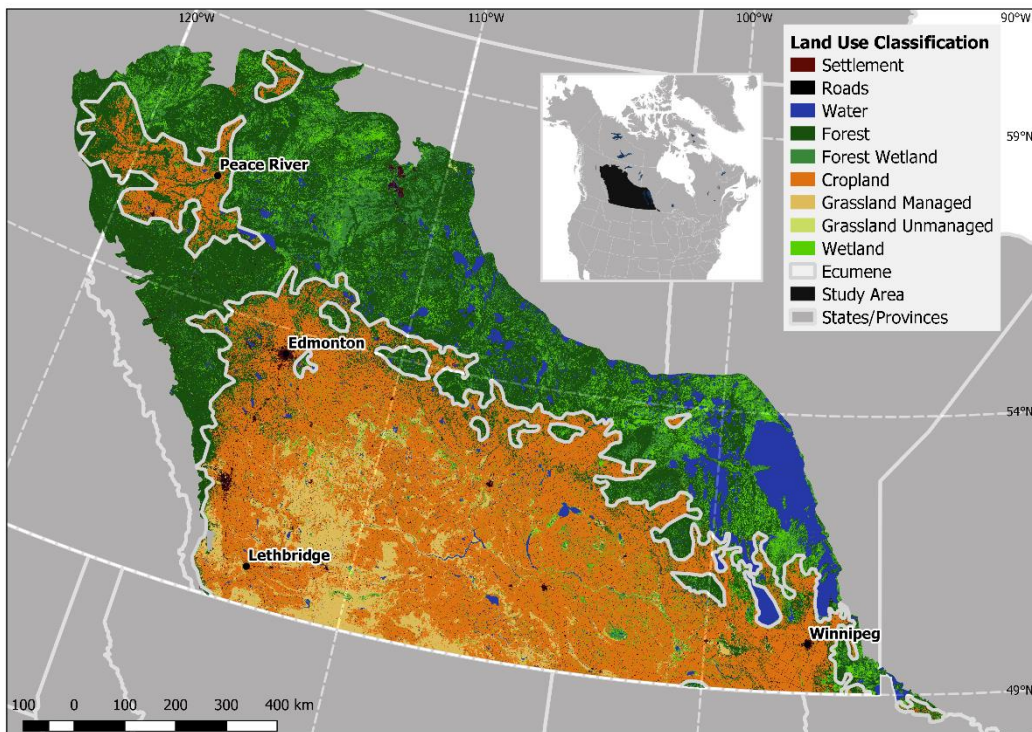 120°W
110°W
100°W
90°W
Land Use Classification
Settlement
Roads
Water
Forest
Forest Wetland
Cropland
Grassland Managed
Grassland Unmanaged
Wetland
Ecumene
Study Area
States/Provinces
59°N
Peace River
Edmonton
54°N
Lethbridge
Winnipeg
49°N
100 0 100 200 300 400 km